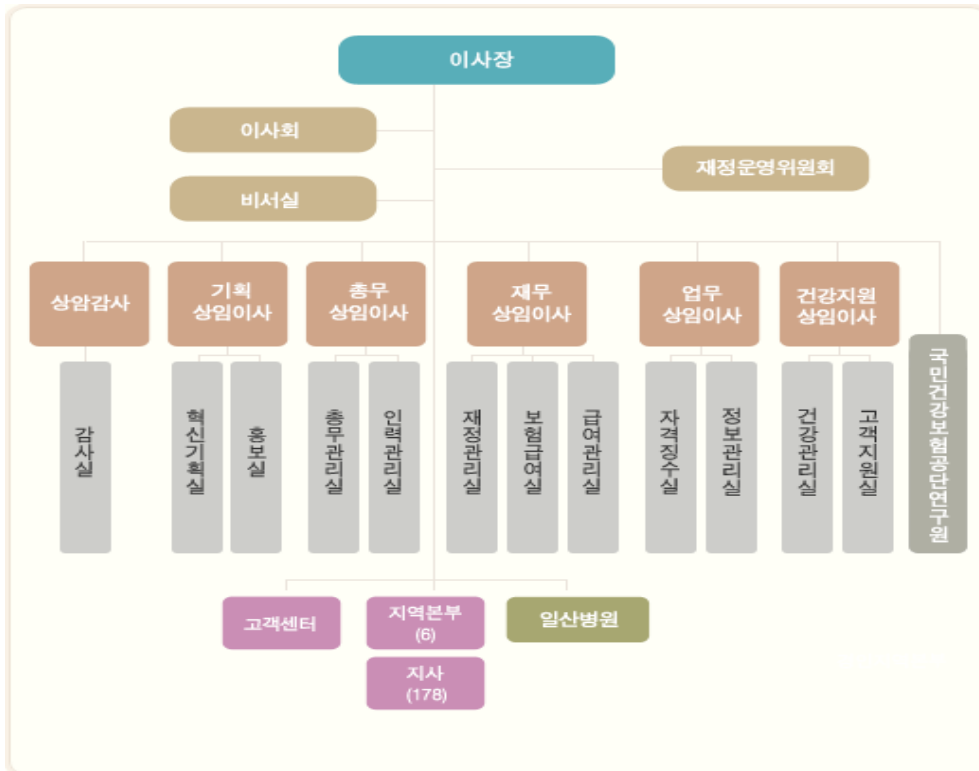 이사장
이사회
재정운영위원회
비서실
상암감사
기획
상임이사
총무
상임이사
재무
상임이사
업무
상임이사
건강지원
상임이사
감사실
혁신기획실
홍보실
총무관리실
인력관리실
재정관리실
보험급여실
급여관리실
자격징수실
정보관리실
건강관리실
고객지원실
국민건강보험공단연구원
고객센터
지역본부
(6)
일산병원
지사
(178)